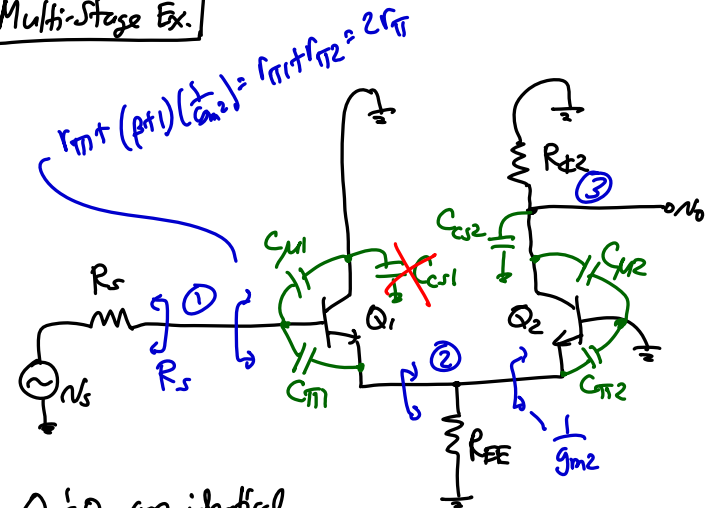 Multi-Stage Ex.
rπ1 + (β+1)(1/gm2) = rπ1 + rπ2 = 2rπ
RC2
③
vo
Ccs2
Cμ1
Ccs1
Cμ2
Rs
①
Q1
Q2
②
Rs
vs
Cπ1
Cπ2
REE
1/gm2
identical